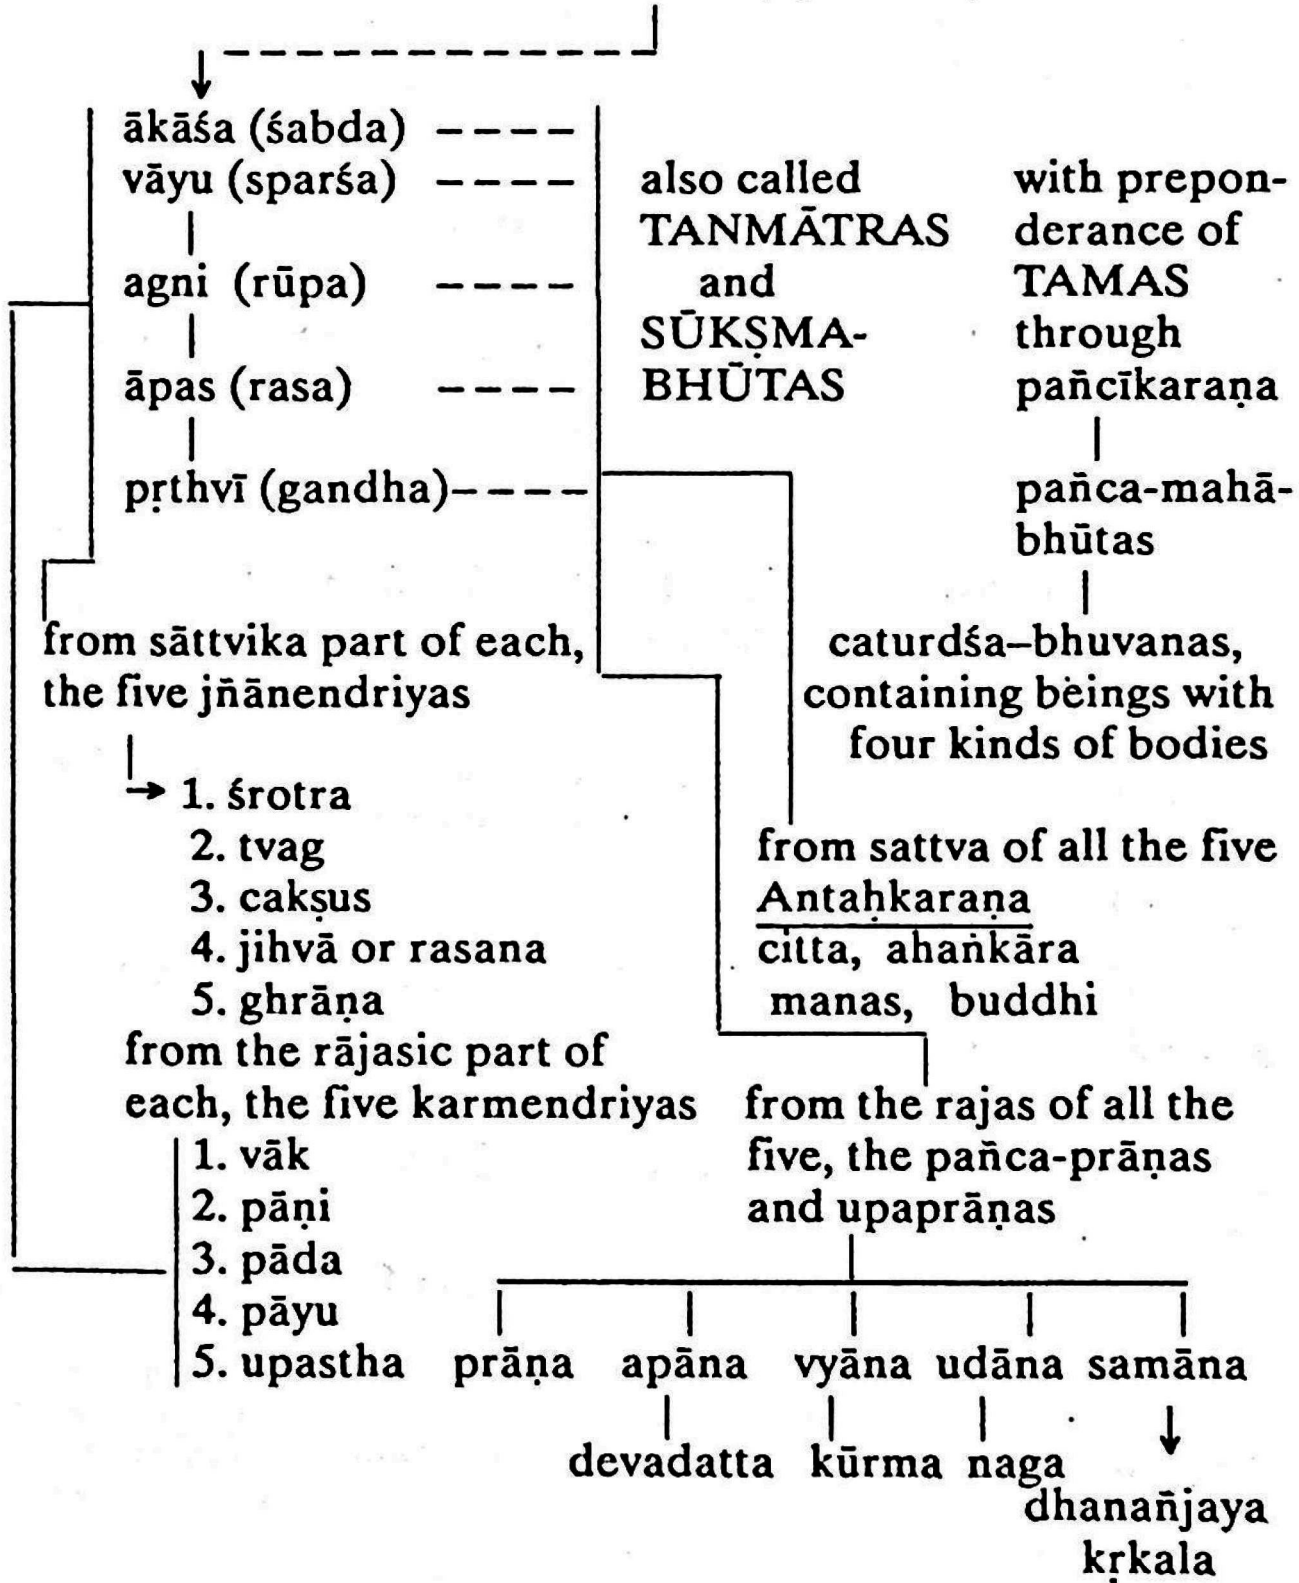 ākāśa (śabda)
vāyu (sparśa)
agni (rūpa)
āpas (rasa)
pṛthvī (gandha)
also called
TANMĀTRAS
and
SŪKṢMA-
BHŪTAS
with prepon-
derance of
TAMAS
through
pañcīkaraṇa
pañca-mahā-
bhūtas
caturdśa–bhuvanas,
containing beings with
four kinds of bodies
from sāttvika part of each,
the five jñānendriyas
1. śrotra
2. tvag
3. cakṣus
4. jihvā or rasana
5. ghrāṇa
from sattva of all the five
Antaḥkaraṇa
citta, ahaṅkāra
manas, buddhi
from the rājasic part of
each, the five karmendriyas
1. vāk
2. pāṇi
3. pāda
4. pāyu
5. upastha
from the rajas of all the
five, the pañca-prāṇas
and upaprāṇas
prāṇa apāna vyāna udāna samāna
devadatta kūrma naga
dhanañjaya
kṛkala